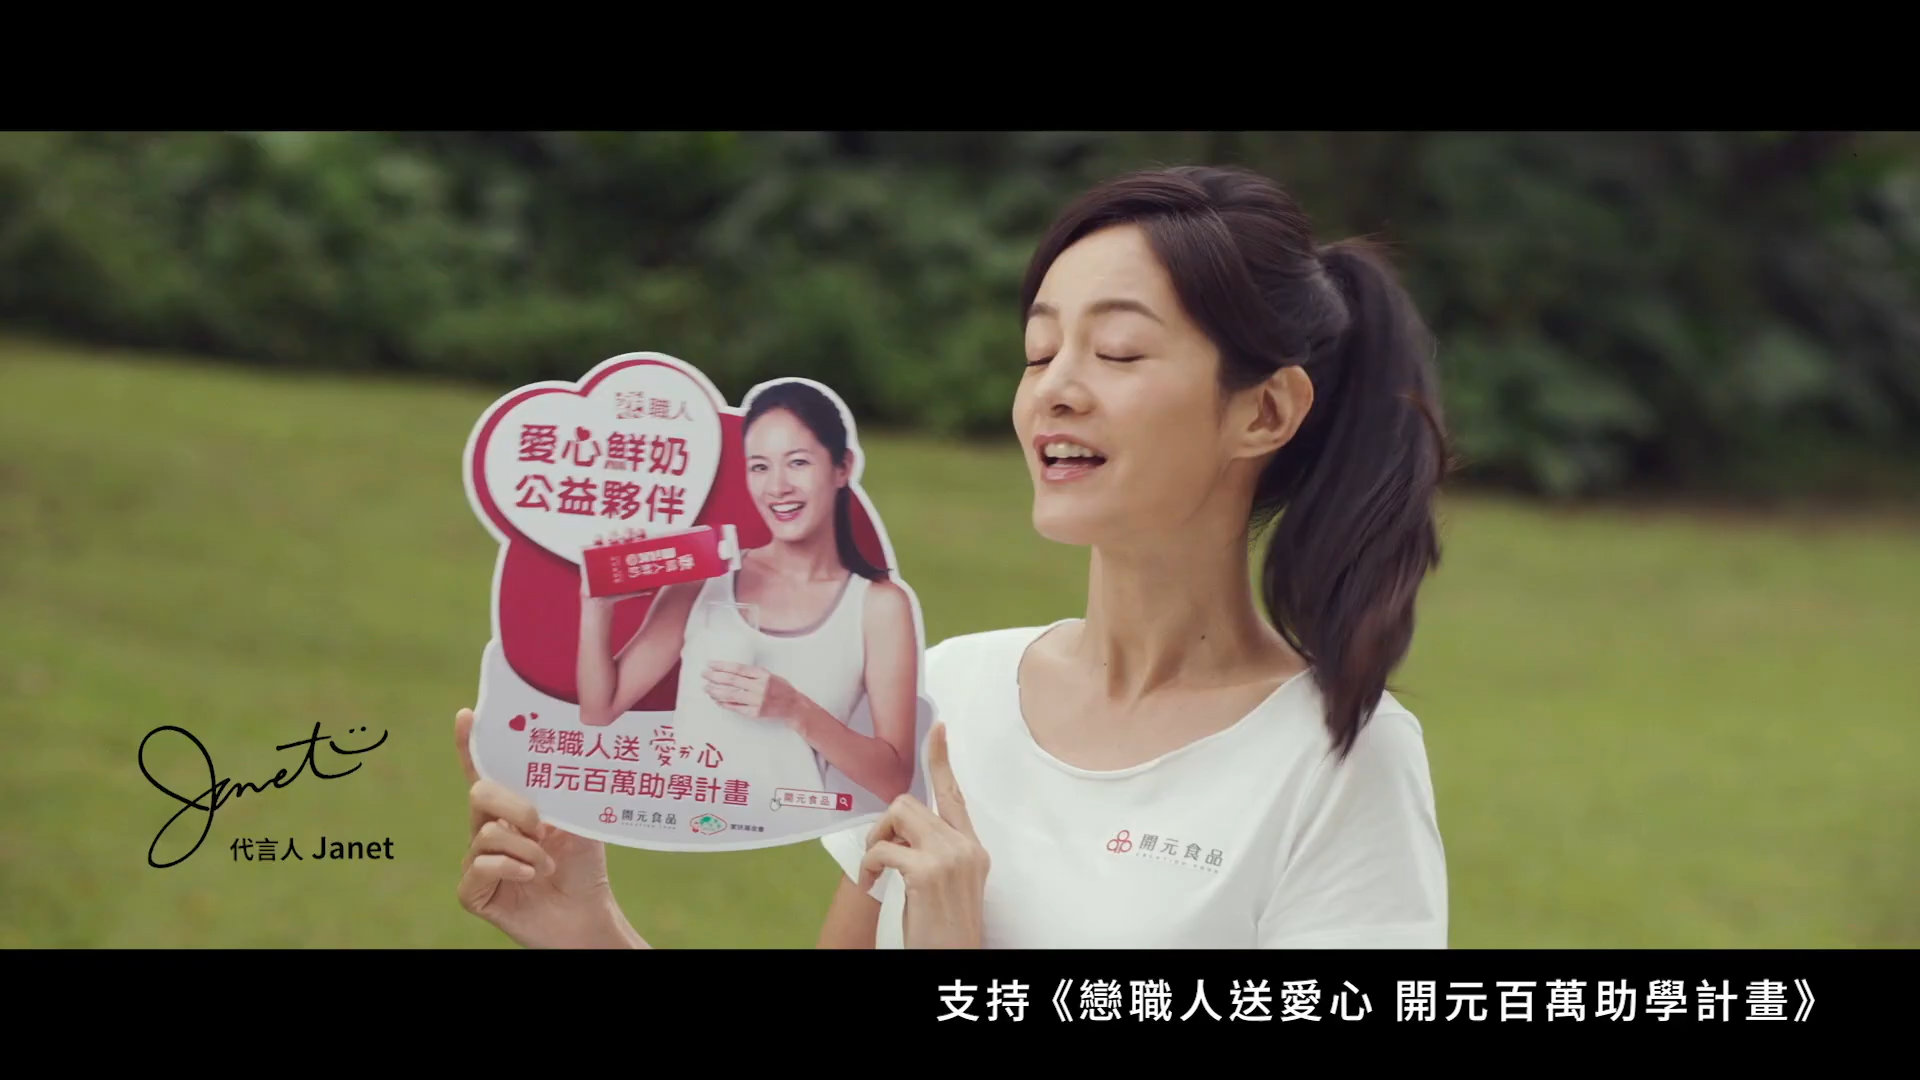 戀職人
愛心鮮奶
公益夥伴
戀職人送愛ㄉ心
開元百萬助學計畫
開元食品
開元食品
Janet
代言人 Janet
開元食品
支持《戀職人送愛心 開元百萬助學計畫》